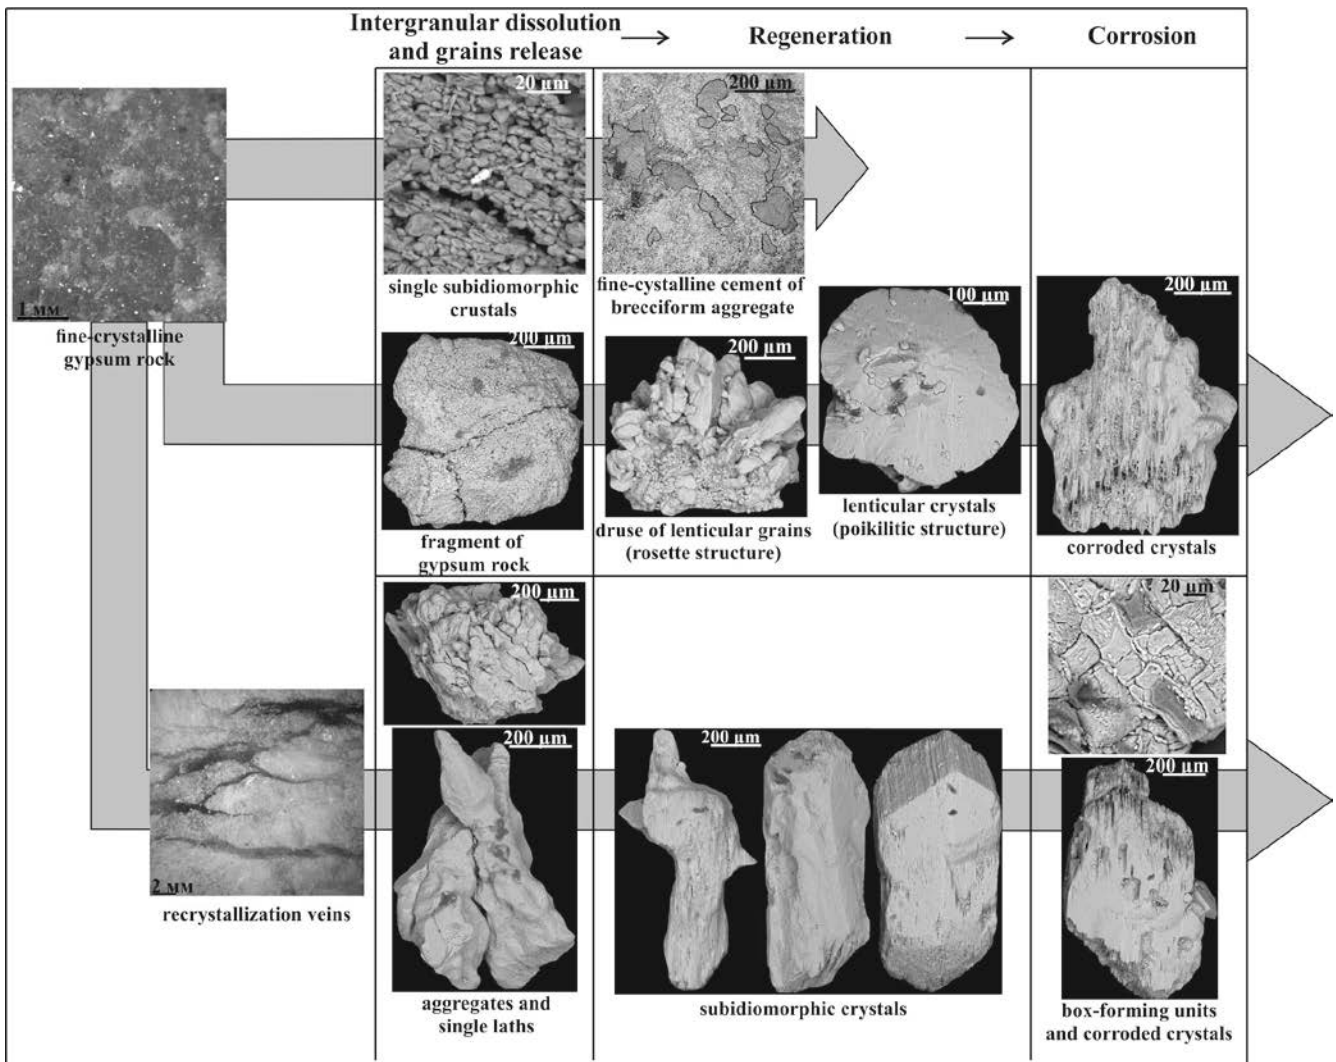 Intergranular dissolution
and grains release
→ Regeneration → Corrosion
20 µm
200 µm
1 мм
fine-crystalline
gypsum rock
single subidiomorphic
crustals
fine-cystalline cement of
brecciform aggregate
100 µm
200 µm
200 µm
200 µm
fragment of
gypsum rock
druse of lenticular grains
(rosette structure)
lenticular crystals
(poikilitic structure)
corroded crystals
200 µm
20 µm
2 мм
recrystallization veins
200 µm
200 µm
200 µm
aggregates and
single laths
subidiomorphic crystals
box-forming units
and corroded crystals